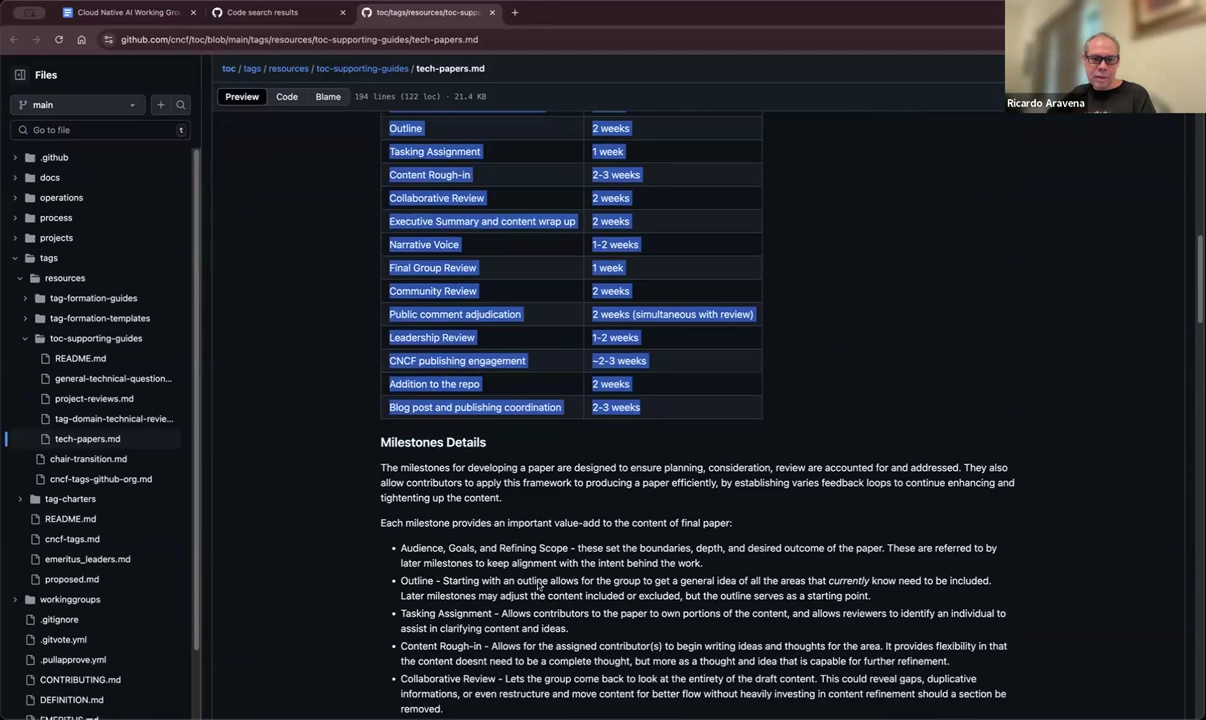 Cloud Native AI Working Gro
Code search results
toc/tags/resources/toc-suppo
github.com/cncf/toc/blob/main/tags/resources/toc-supporting-guides/tech-papers.md
Ricardo Aravena
Files
main
Go to file
t
.github
docs
operations
process
projects
tags
resources
tag-formation-guides
tag-formation-templates
toc-supporting-guides
README.md
general-technical-question...
project-reviews.md
tag-domain-technical-revie...
tech-papers.md
chair-transition.md
cncf-tags-github-org.md
tag-charters
README.md
cncf-tags.md
emeritus_leaders.md
proposed.md
workinggroups
.gitignore
.gitvote.yml
.pullapprove.yml
CONTRIBUTING.md
DEFINITION.md
toc / tags / resources / toc-supporting-guides / tech-papers.md
Preview Code Blame 194 lines (122 loc) · 21.4 KB
Outline 2 weeks
Tasking Assignment 1 week
Content Rough-in 2-3 weeks
Collaborative Review 2 weeks
Executive Summary and content wrap up 2 weeks
Narrative Voice 1-2 weeks
Final Group Review 1 week
Community Review 2 weeks
Public comment adjudication 2 weeks (simultaneous with review)
Leadership Review 1-2 weeks
CNCF publishing engagement ~2-3 weeks
Addition to the repo 2 weeks
Blog post and publishing coordination 2-3 weeks
Milestones Details
The milestones for developing a paper are designed to ensure planning, consideration, review are accounted for and addressed. They also
allow contributors to apply this framework to producing a paper efficiently, by establishing varies feedback loops to continue enhancing and
tightenting up the content.
Each milestone provides an important value-add to the content of final paper:
• Audience, Goals, and Refining Scope - these set the boundaries, depth, and desired outcome of the paper. These are referred to by
later milestones to keep alignment with the intent behind the work.
• Outline - Starting with an outline allows for the group to get a general idea of all the areas that currently know need to be included.
Later milestones may adjust the content included or excluded, but the outline serves as a starting point.
• Tasking Assignment - Allows contributors to the paper to own portions of the content, and allows reviewers to identify an individual to
assist in clarifying content and ideas.
• Content Rough-in - Allows for the assigned contributor(s) to begin writing ideas and thoughts for the area. It provides flexibility in that
the content doesnt need to be a complete thought, but more as a thought and idea that is capable for further refinement.
• Collaborative Review - Lets the group come back to look at the entirety of the draft content. This could reveal gaps, duplicative
informations, or even restructure and move content for better flow without heavily investing in content refinement should a section be
removed.